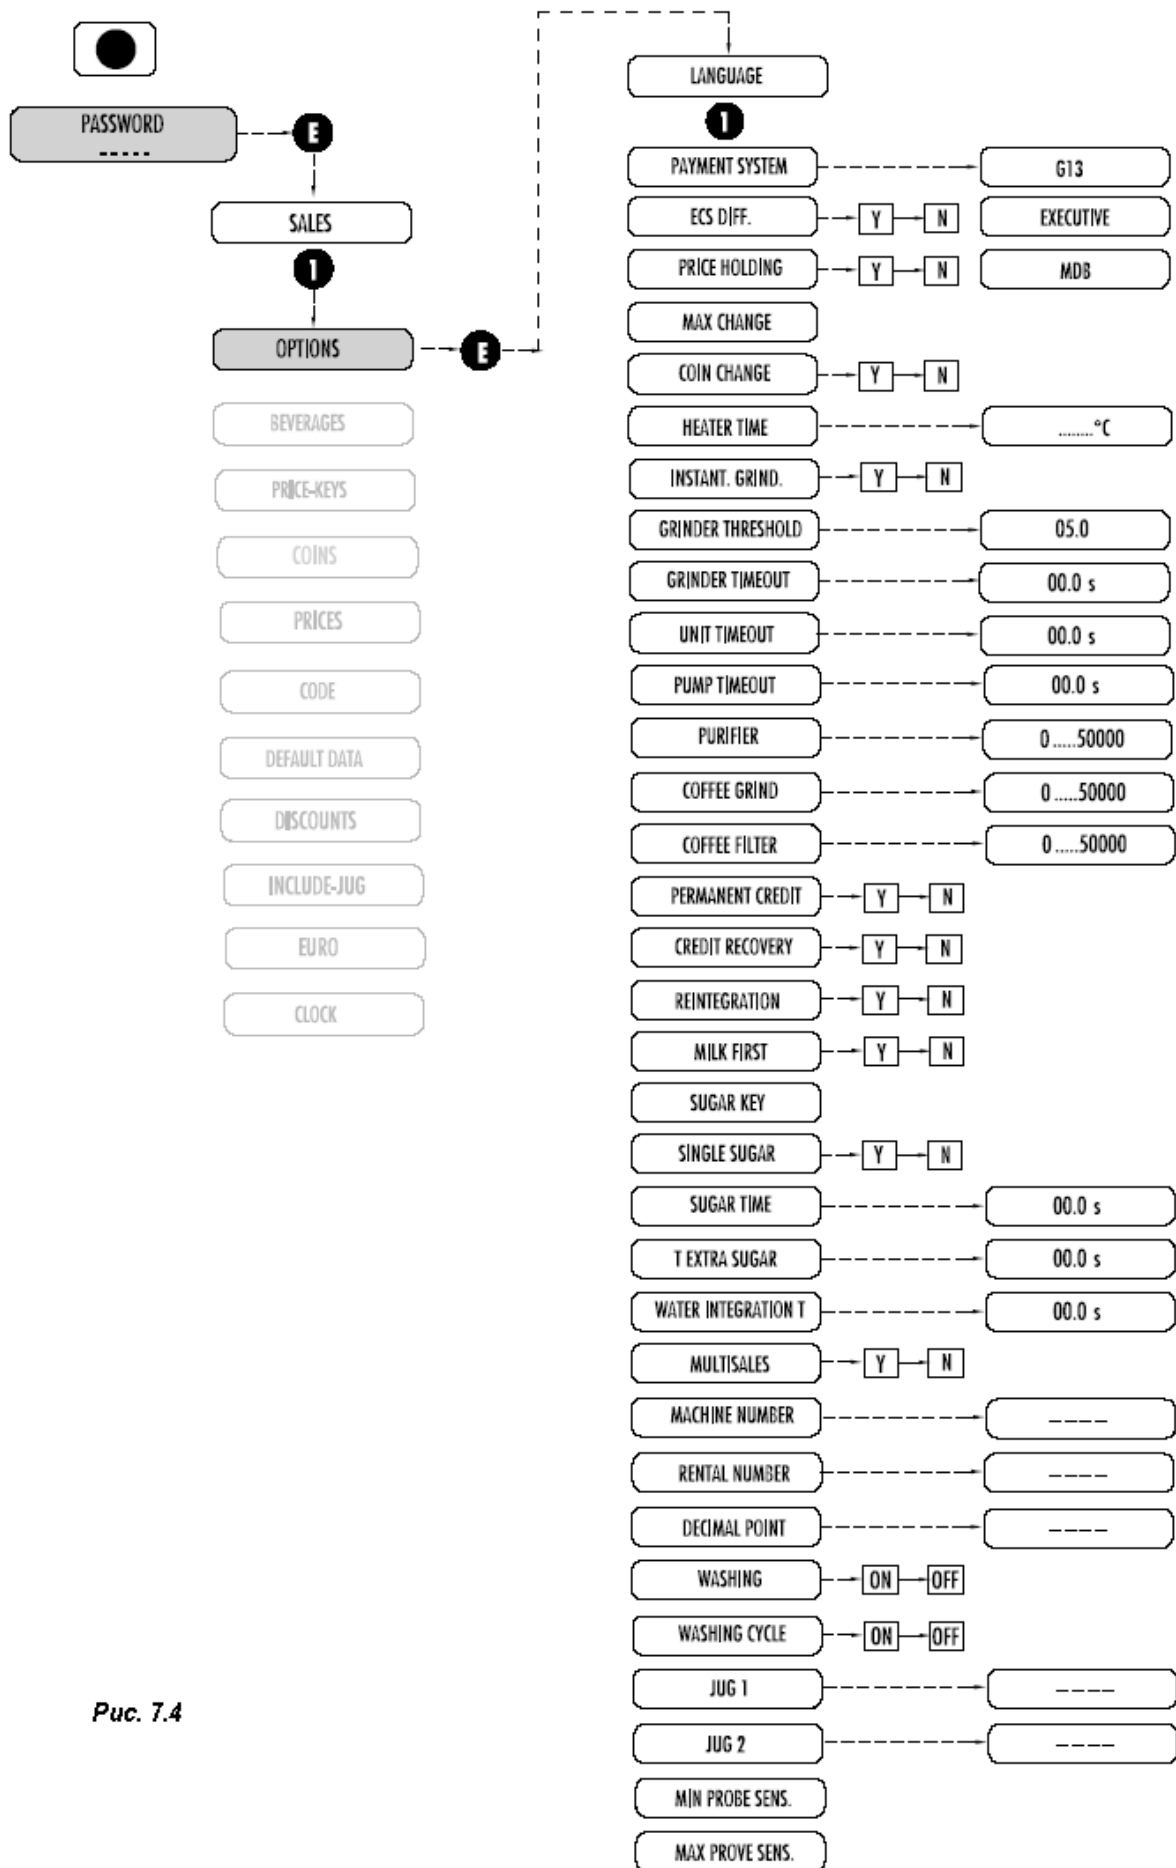 PASSWORD
-----
E
SALES
1
OPTIONS
E
BEVERAGES
PRICE-KEYS
COINS
PRICES
CODE
DEFAULT DATA
DISCOUNTS
INCLUDE-JUG
EURO
CLOCK
LANGUAGE
1
PAYMENT SYSTEM G13
ECS DIFF. Y N EXECUTIVE
PRICE HOLDING Y N MDB
MAX CHANGE
COIN CHANGE Y N
HEATER TIME ........°C
INSTANT. GRIND. Y N
GRINDER THRESHOLD 05.0
GRINDER TIMEOUT 00.0 s
UNIT TIMEOUT 00.0 s
PUMP TIMEOUT 00.0 s
PURIFIER 0.....50000
COFFEE GRIND 0.....50000
COFFEE FILTER 0.....50000
PERMANENT CREDIT Y N
CREDIT RECOVERY Y N
REINTEGRATION Y N
MILK FIRST Y N
SUGAR KEY
SINGLE SUGAR Y N
SUGAR TIME 00.0 s
T EXTRA SUGAR 00.0 s
WATER INTEGRATION T 00.0 s
MULTISALES Y N
MACHINE NUMBER ----
RENTAL NUMBER ----
DECIMAL POINT ----
WASHING ON OFF
WASHING CYCLE ON OFF
JUG 1 ----
JUG 2 ----
MIN PROBE SENS.
MAX PROVE SENS.
Рис. 7.4